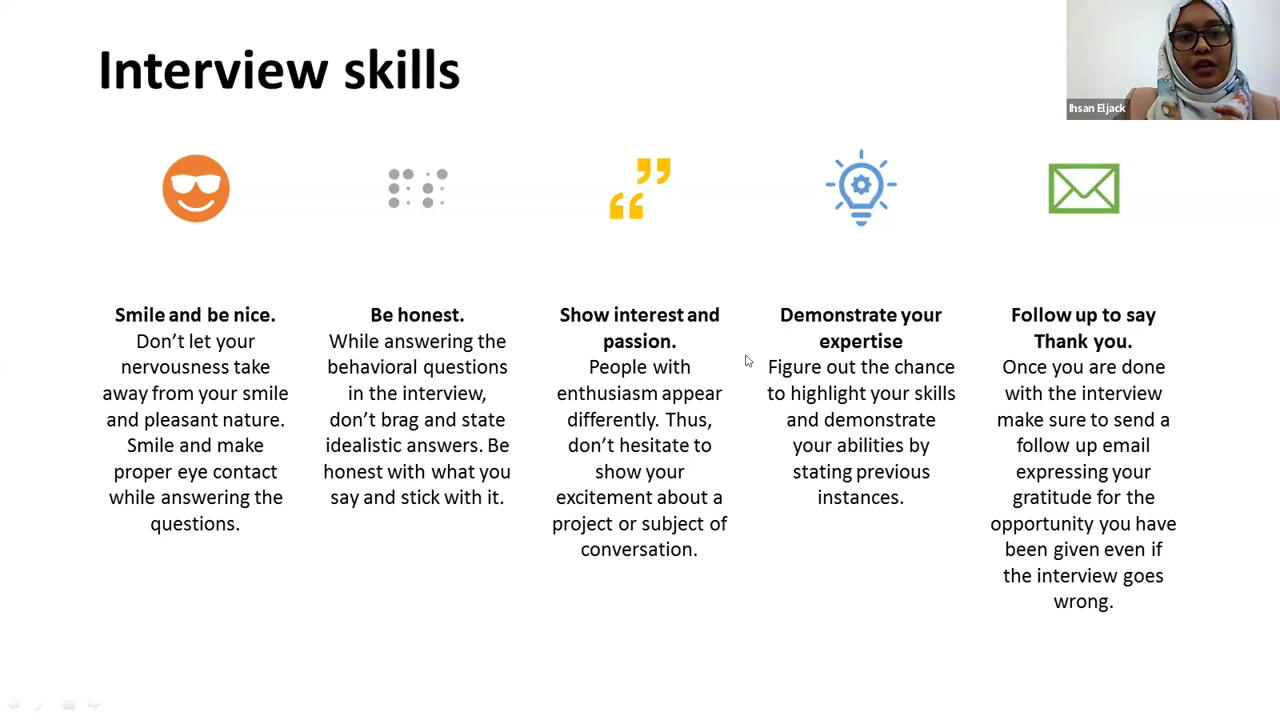 Interview skills
Ihsan Eljack
Smile and be nice.
Don’t let your
nervousness take
away from your smile
and pleasant nature.
Smile and make
proper eye contact
while answering the
questions.
Be honest.
While answering the
behavioral questions
in the interview,
don’t brag and state
idealistic answers. Be
honest with what you
say and stick with it.
Show interest and
passion.
People with
enthusiasm appear
differently. Thus,
don’t hesitate to
show your
excitement about a
project or subject of
conversation.
Demonstrate your
expertise
Figure out the chance
to highlight your skills
and demonstrate
your abilities by
stating previous
instances.
Follow up to say
Thank you.
Once you are done
with the interview
make sure to send a
follow up email
expressing your
gratitude for the
opportunity you have
been given even if
the interview goes
wrong.